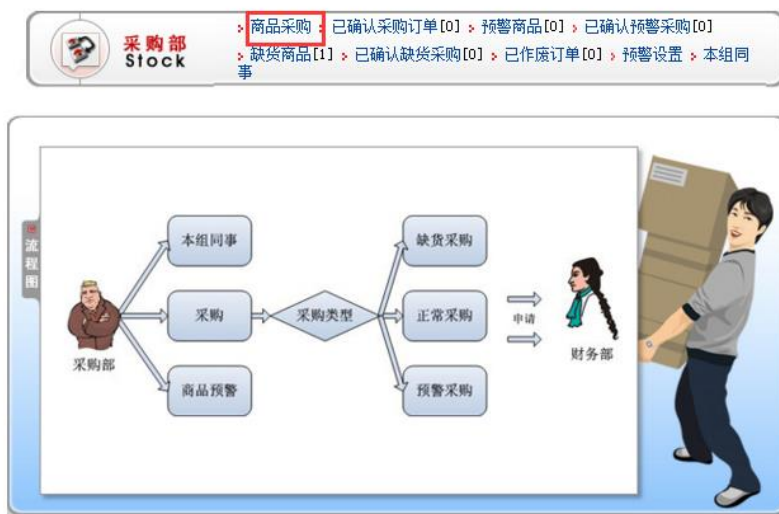 采购部
Stock
商品采购 已确认采购订单[0] 预警商品[0] 已确认预警采购[0]
缺货商品[1] 已确认缺货采购[0] 已作废订单[0] 预警设置 本组同
事
流程图
本组同事
缺货采购
采购
采购类型
正常采购
申请
采购部
财务部
商品预警
预警采购